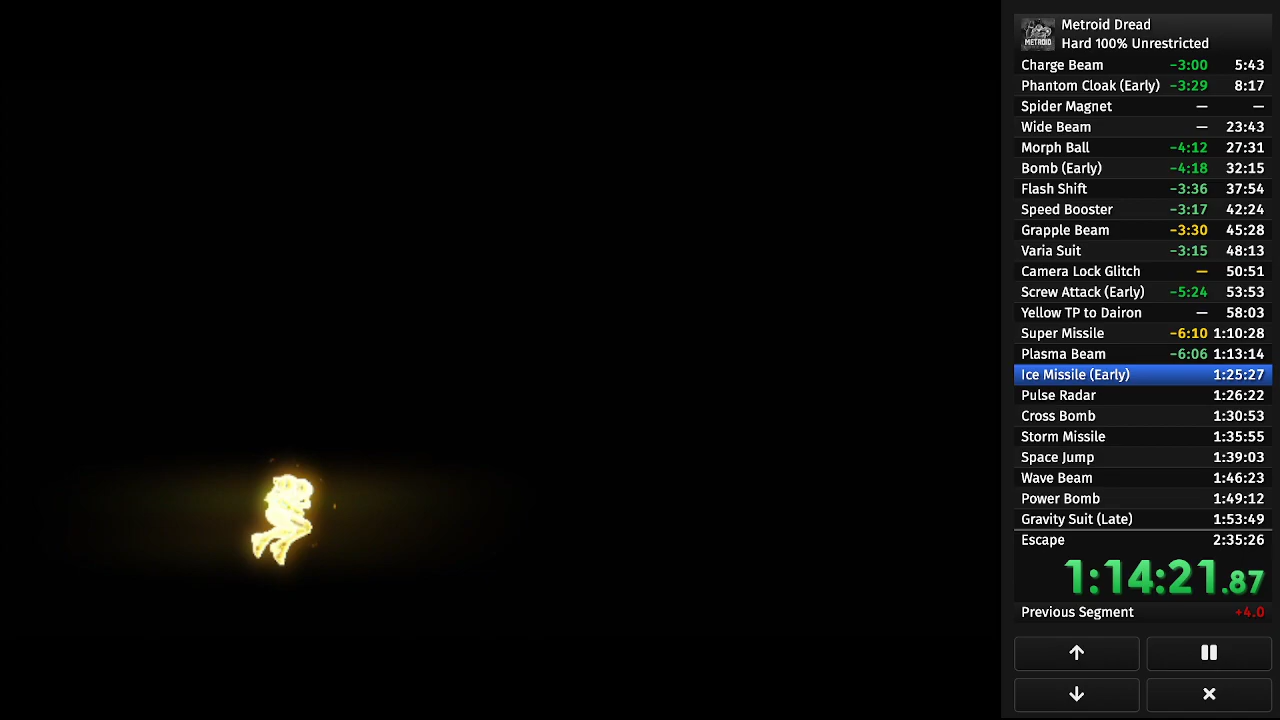 Metroid Dread
Hard 100% Unrestricted
METROID
Charge Beam -3:00 5:43
Phantom Cloak (Early) -3:29 8:17
Spider Magnet — —
Wide Beam — 23:43
Morph Ball -4:12 27:31
Bomb (Early) -4:18 32:15
Flash Shift -3:36 37:54
Speed Booster -3:17 42:24
Grapple Beam -3:30 45:28
Varia Suit -3:15 48:13
Camera Lock Glitch — 50:51
Screw Attack (Early) -5:24 53:53
Yellow TP to Dairon — 58:03
Super Missile -6:10 1:10:28
Plasma Beam -6:06 1:13:14
Ice Missile (Early) 1:25:27
Pulse Radar 1:26:22
Cross Bomb 1:30:53
Storm Missile 1:35:55
Space Jump 1:39:03
Wave Beam 1:46:23
Power Bomb 1:49:12
Gravity Suit (Late) 1:53:49
Escape 2:35:26
1:14:21.87
Previous Segment +4.0